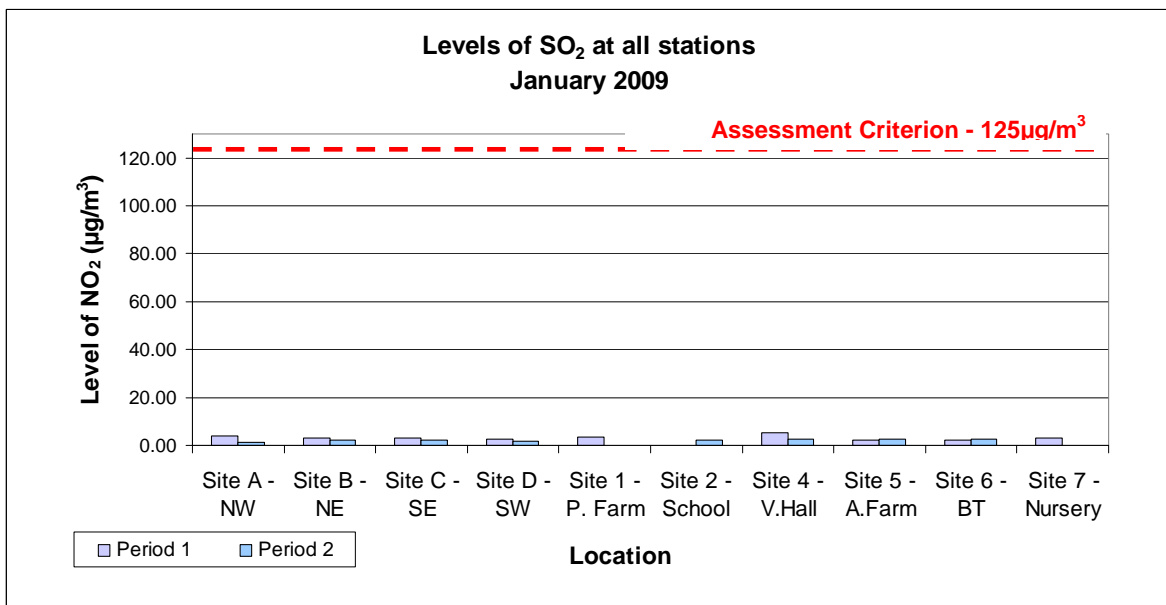 Levels of SO₂ at all stations
January 2009
Assessment Criterion - 125µg/m³
Level of NO₂ (µg/m³)
120.00
100.00
80.00
60.00
40.00
20.00
0.00
Site A - NW
Site B - NE
Site C - SE
Site D - SW
Site 1 - P. Farm
Site 2 - School
Site 4 - V.Hall
Site 5 - A.Farm
Site 6 - BT
Site 7 - Nursery
Period 1
Period 2
Location